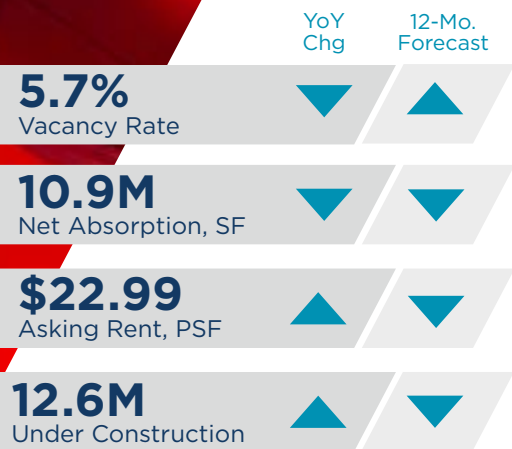 YoY
Chg
12-Mo.
Forecast
5.7%
Vacancy Rate
10.9M
Net Absorption, SF
$22.99
Asking Rent, PSF
12.6M
Under Construction